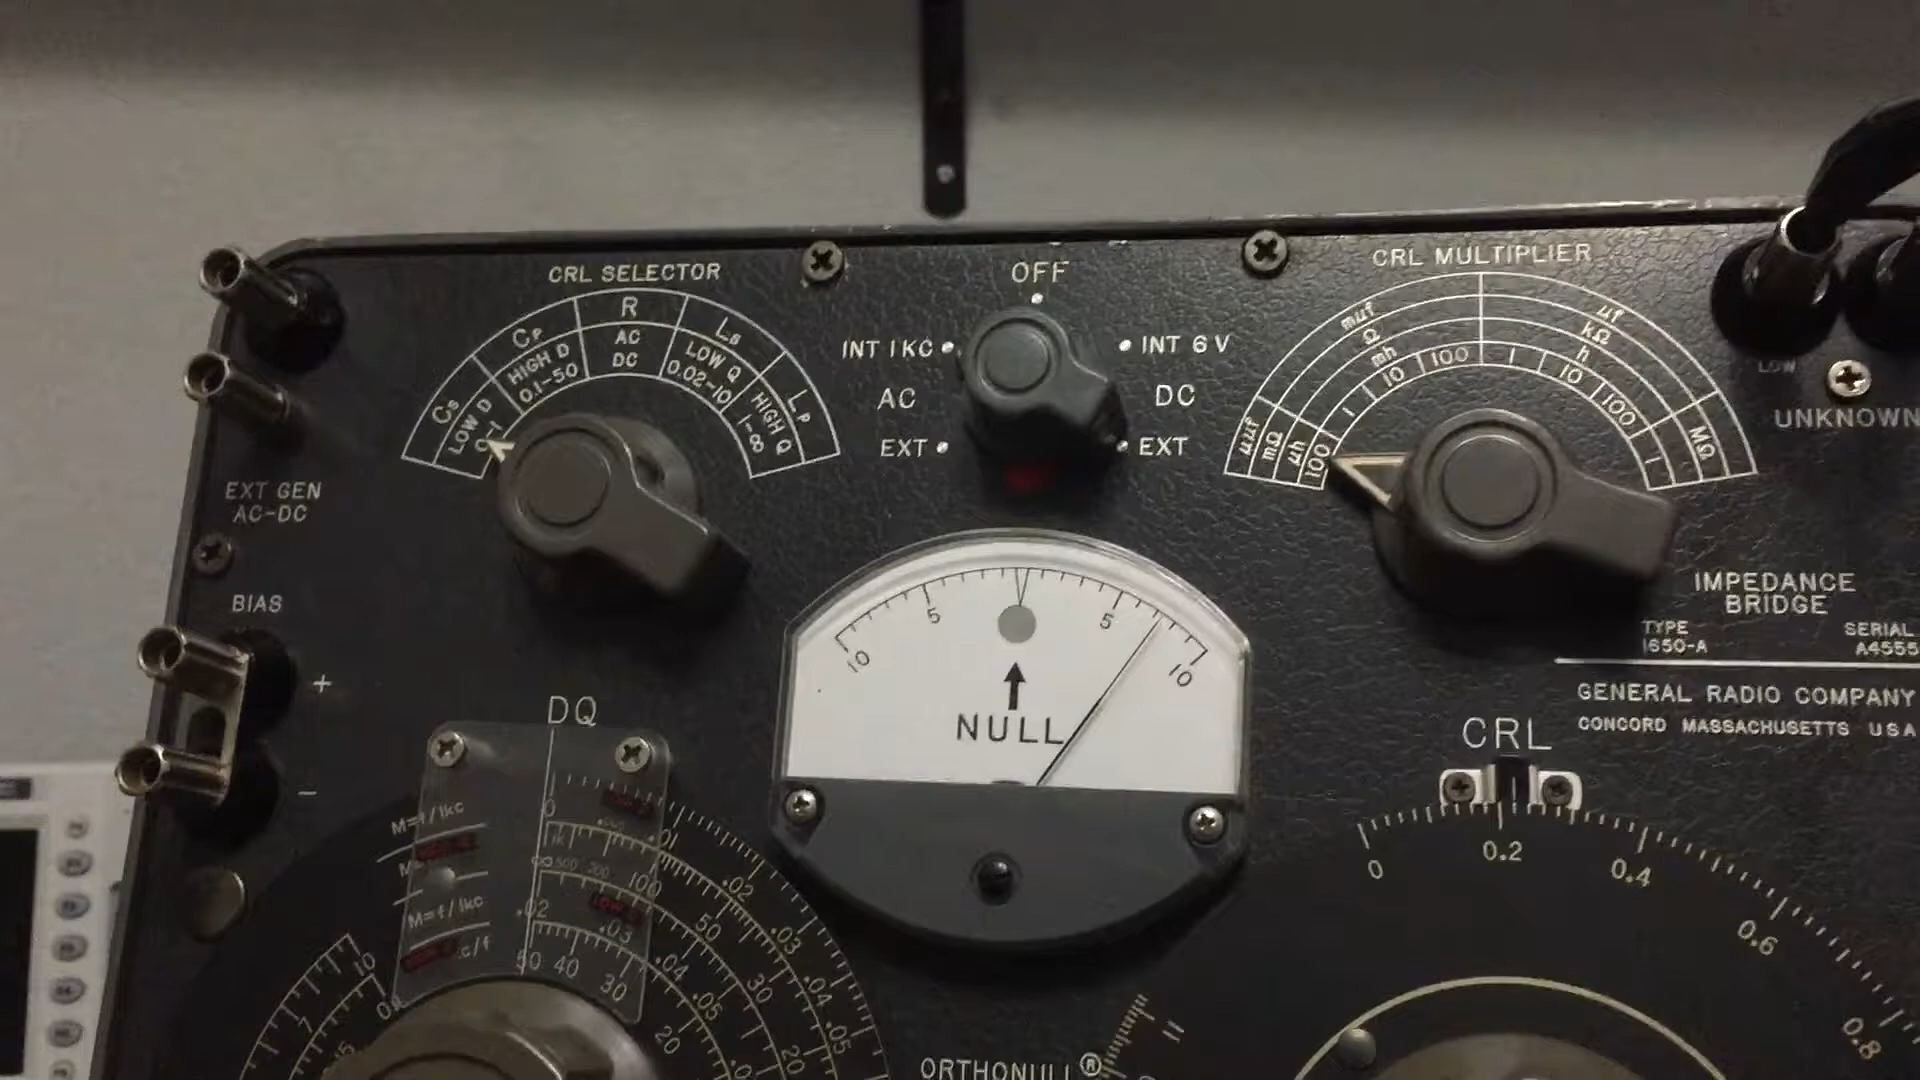 CRL SELECTOR
Cs
Cp
R
Ls
Lp
LOW D
0-1
HIGH D
0.1-50
AC
DC
LOW Q
0.02-10
HIGH Q
1-∞
OFF
INT 1KC
INT 6V
AC
DC
EXT
EXT
CRL MULTIPLIER
μμf
mμf
μf
mΩ
Ω
kΩ
MΩ
μh
mh
h
100
1
10
100
1
10
100
1
LOW
UNKNOWN
EXT GEN
AC-DC
BIAS
+
−
IMPEDANCE
BRIDGE
TYPE
1650-A
SERIAL
A4555
GENERAL RADIO COMPANY
CONCORD MASSACHUSETTS USA
10
5
5
10
NULL
DQ
M=f/1kc
M=f/1kc
c/f
0
.01
.02
.03
.04
.05
1k
∞
500
200
100
50
30
20
.02
.03
.04
.05
50
40
30
20
10
7
CRL
0
0.2
0.4
0.6
0.8
ORTHONULL®